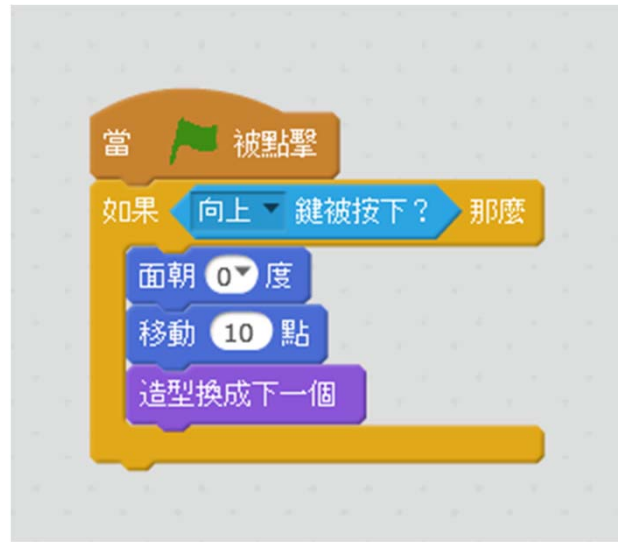 當 被點擊
如果 向上 鍵被按下？ 那麼
面朝 0 度
移動 10 點
造型換成下一個